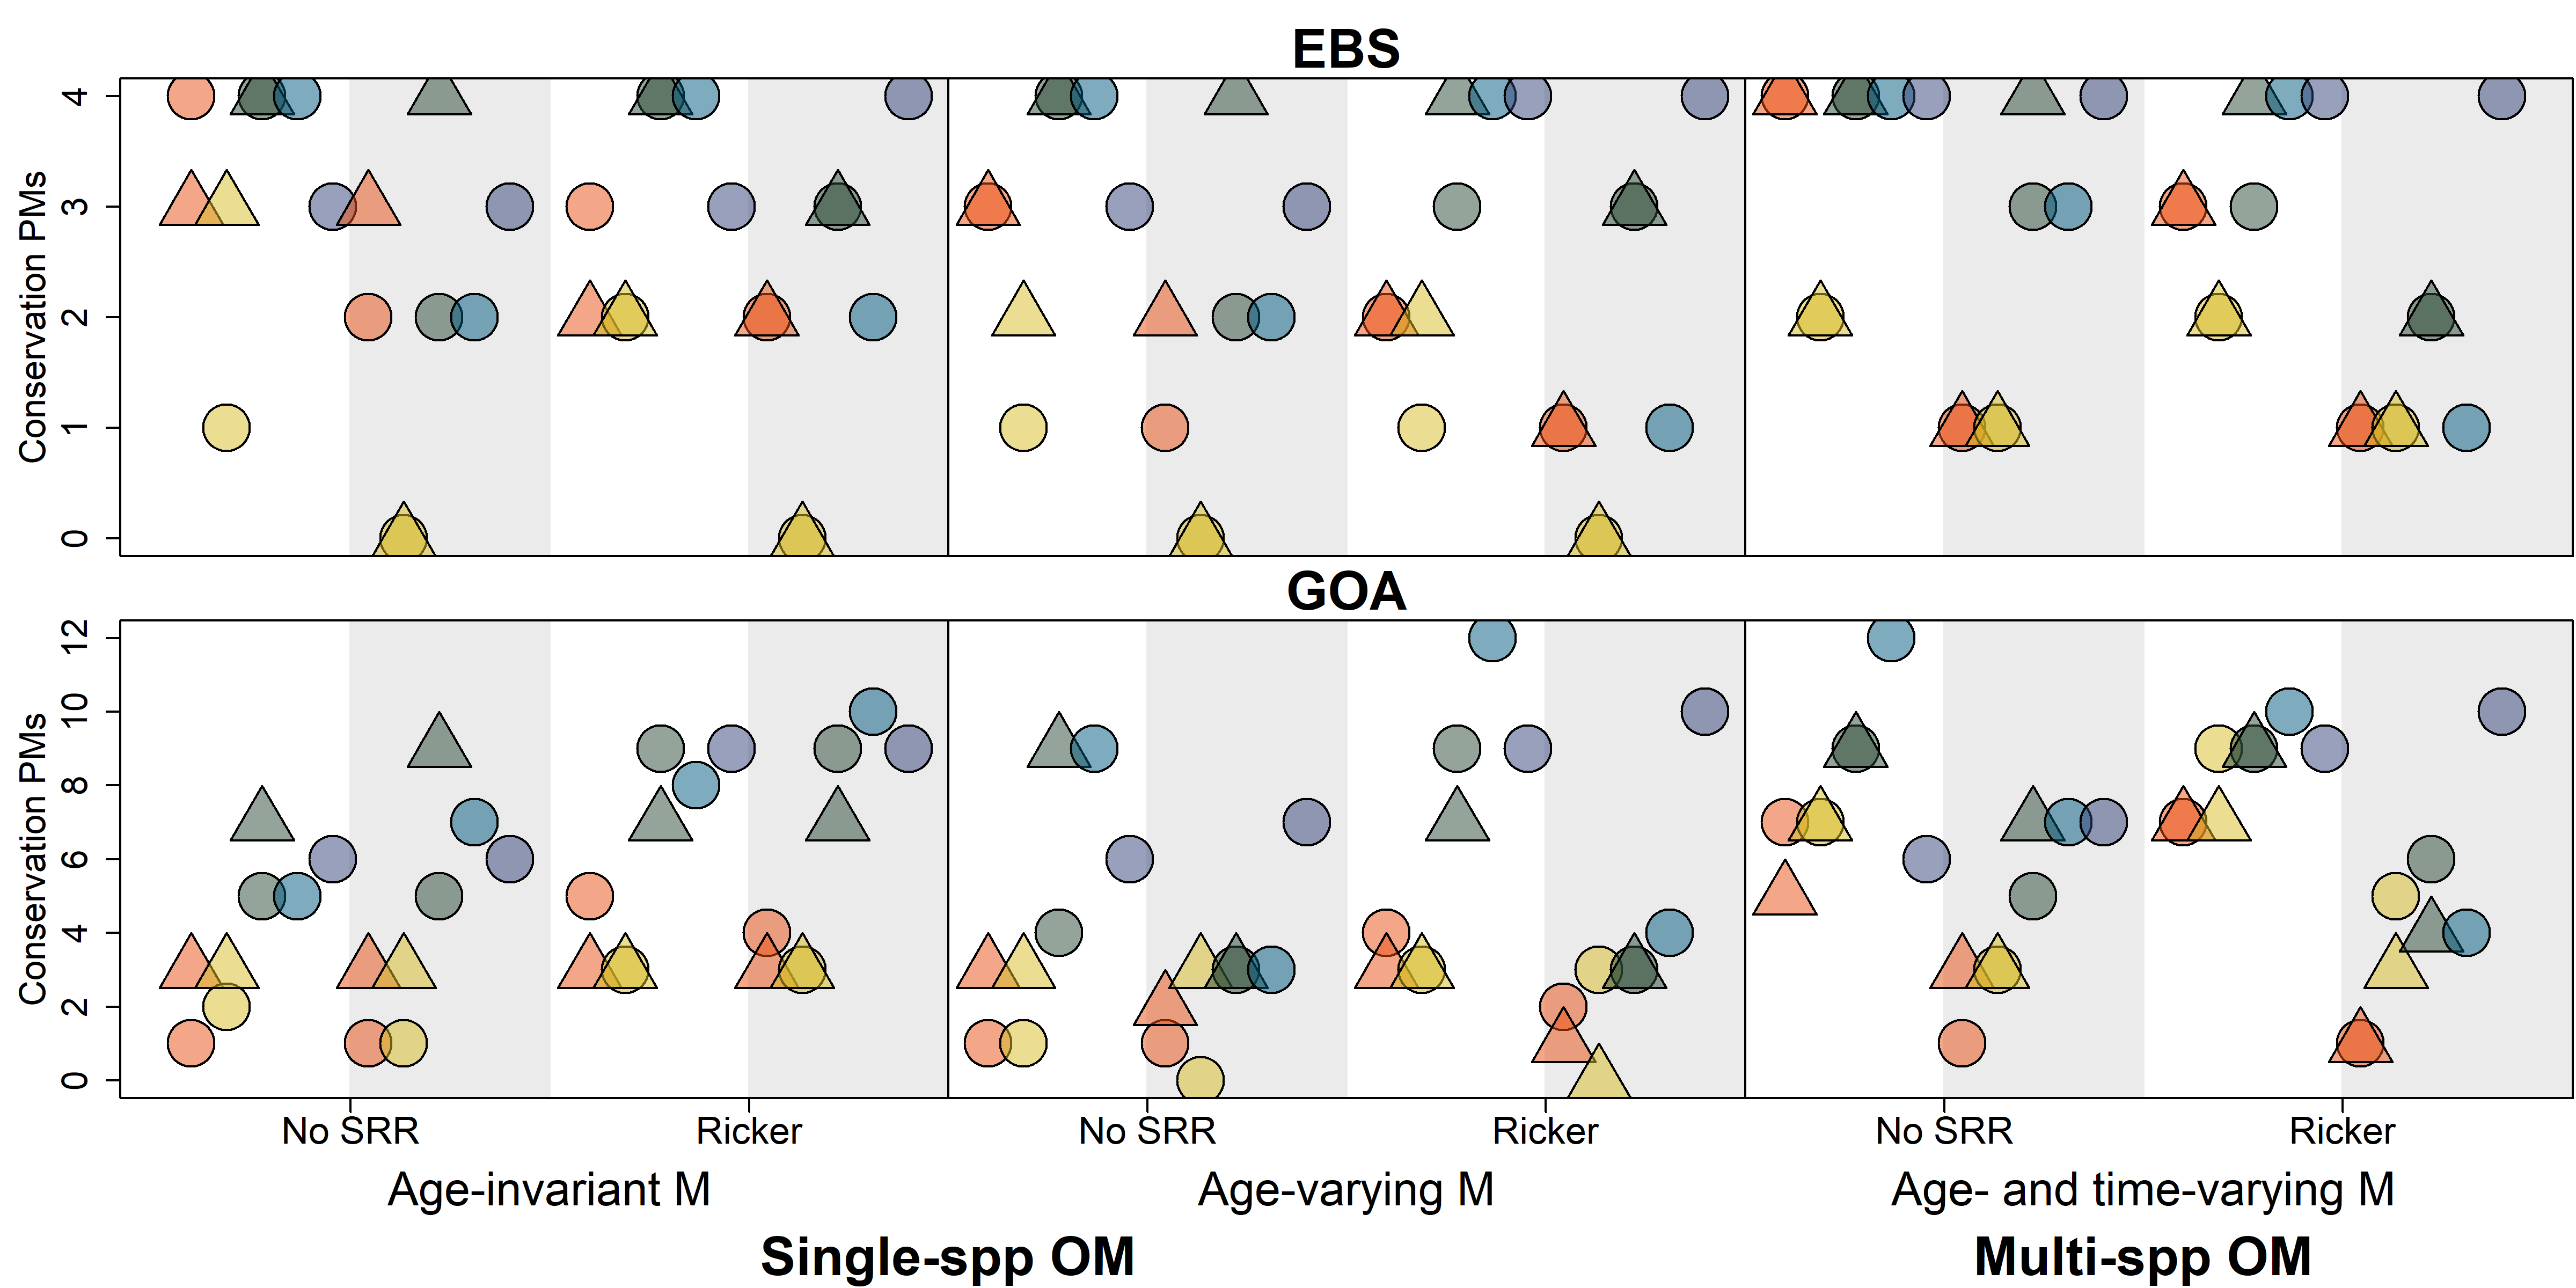 EBS
Conservation PMs
4
3
2
1
0
GOA
Conservation PMs
12
10
8
6
4
2
0
No SRR Ricker No SRR Ricker No SRR Ricker
Age-invariant M Age-varying M Age- and time-varying M
Single-spp OM Multi-spp OM